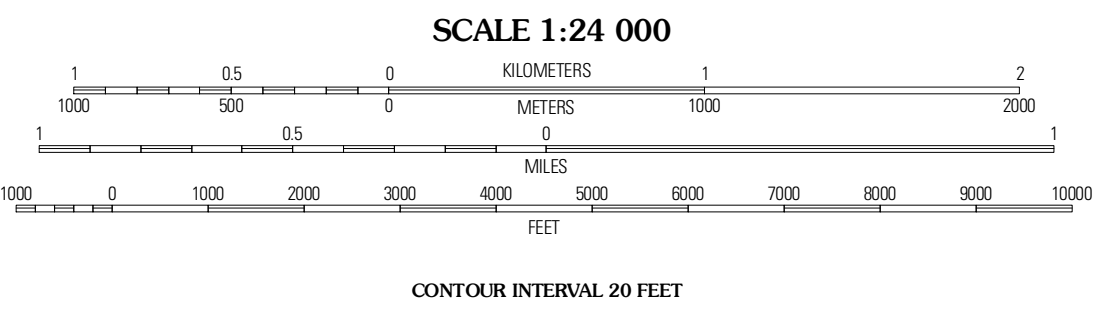 SCALE 1:24 000
1 0.5 0 KILOMETERS 1 2
1000 500 0 METERS 1000 2000
1 0.5 0 1
MILES
1000 0 1000 2000 3000 4000 5000 6000 7000 8000 9000 10000
FEET
CONTOUR INTERVAL 20 FEET